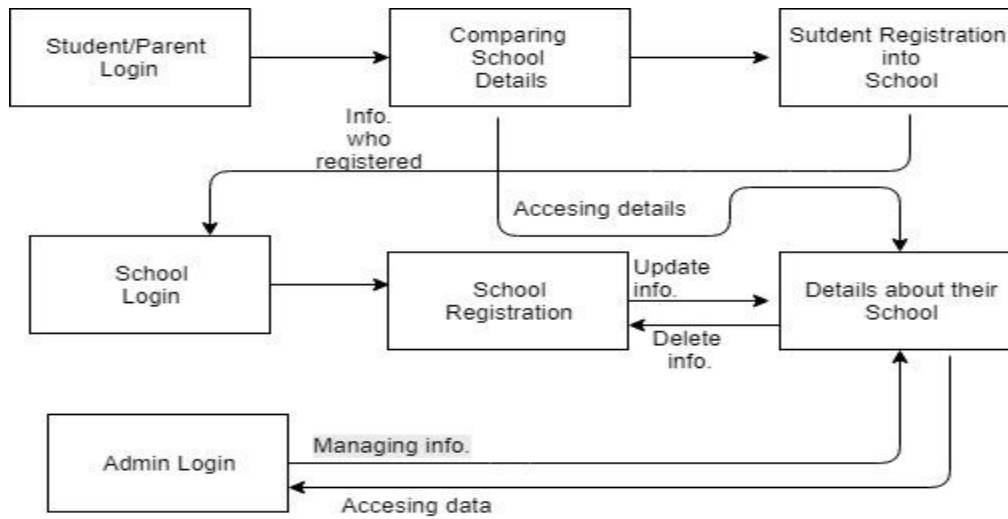 Student/Parent
Login
Comparing
School
Details
Sutdent Registration
into
School
Info.
who
registered
Accesing details
School
Login
School
Registration
Update
info.
Delete
info.
Details about their
School
Admin Login
Managing info.
Accesing data